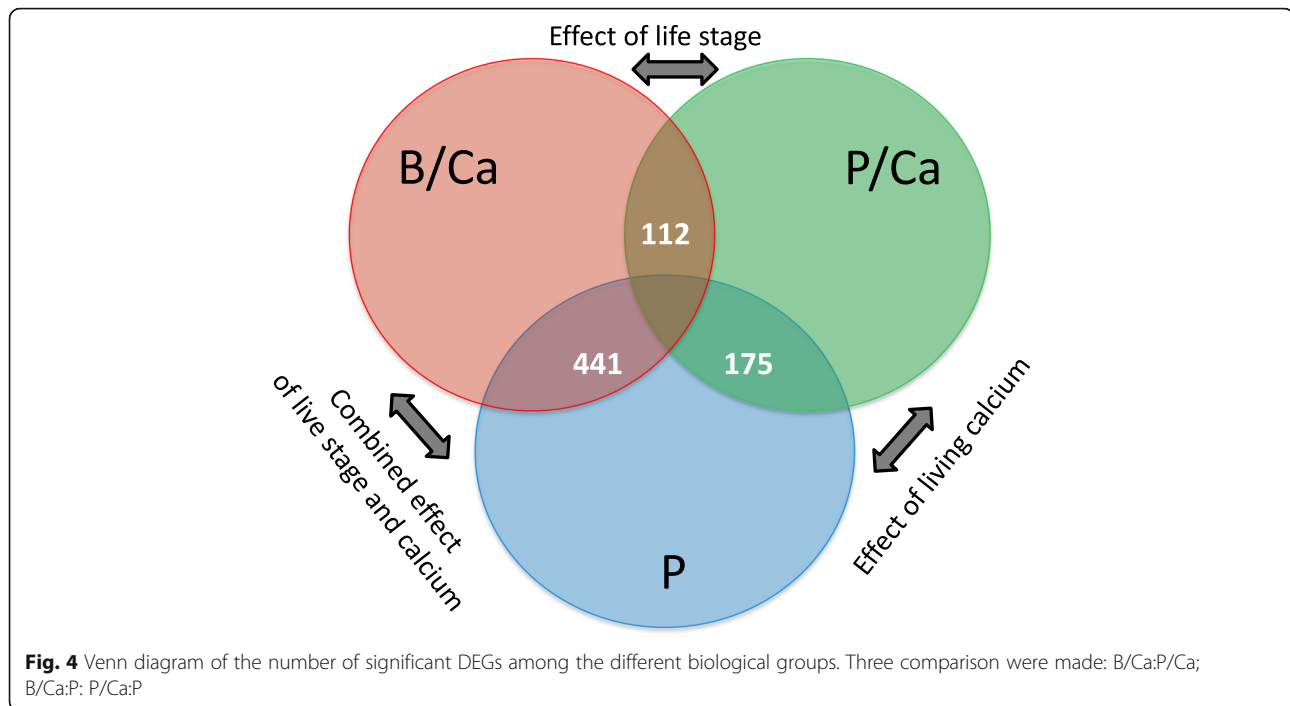 Effect of life stage
B/Ca
P/Ca
112
441
175
Combined effect
of live stage and calcium
Effect of living calcium
P
Fig. 4 Venn diagram of the number of significant DEGs among the different biological groups. Three comparison were made: B/Ca:P/Ca;
B/Ca:P: P/Ca:P